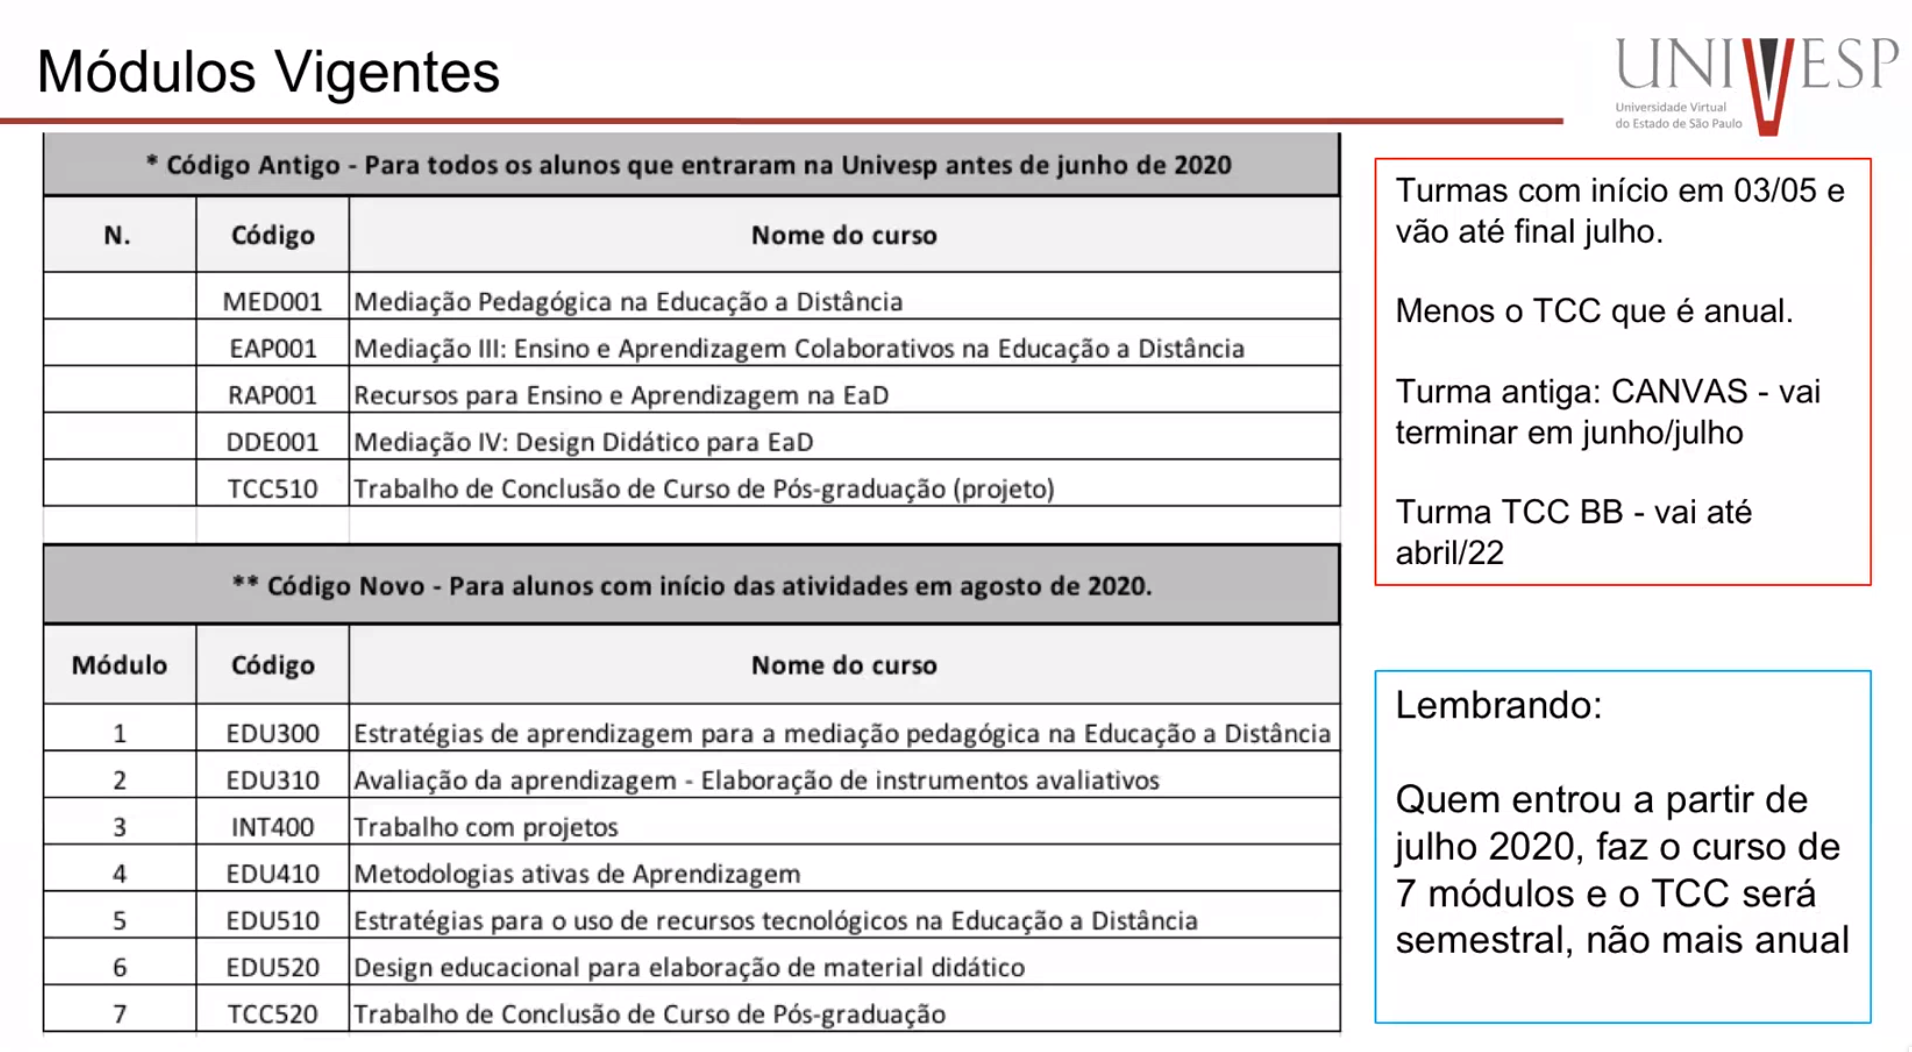 Módulos Vigentes
UNIVESP
Universidade Virtual
do Estado de São Paulo
* Código Antigo - Para todos os alunos que entraram na Univesp antes de junho de 2020
N. Código Nome do curso
MED001 Mediação Pedagógica na Educação a Distância
EAP001 Mediação III: Ensino e Aprendizagem Colaborativos na Educação a Distância
RAP001 Recursos para Ensino e Aprendizagem na EaD
DDE001 Mediação IV: Design Didático para EaD
TCC510 Trabalho de Conclusão de Curso de Pós-graduação (projeto)
** Código Novo - Para alunos com início das atividades em agosto de 2020.
Módulo Código Nome do curso
1 EDU300 Estratégias de aprendizagem para a mediação pedagógica na Educação a Distância
2 EDU310 Avaliação da aprendizagem - Elaboração de instrumentos avaliativos
3 INT400 Trabalho com projetos
4 EDU410 Metodologias ativas de Aprendizagem
5 EDU510 Estratégias para o uso de recursos tecnológicos na Educação a Distância
6 EDU520 Design educacional para elaboração de material didático
7 TCC520 Trabalho de Conclusão de Curso de Pós-graduação
Turmas com início em 03/05 e
vão até final julho.
Menos o TCC que é anual.
Turma antiga: CANVAS - vai
terminar em junho/julho
Turma TCC BB - vai até
abril/22
Lembrando:
Quem entrou a partir de
julho 2020, faz o curso de
7 módulos e o TCC será
semestral, não mais anual